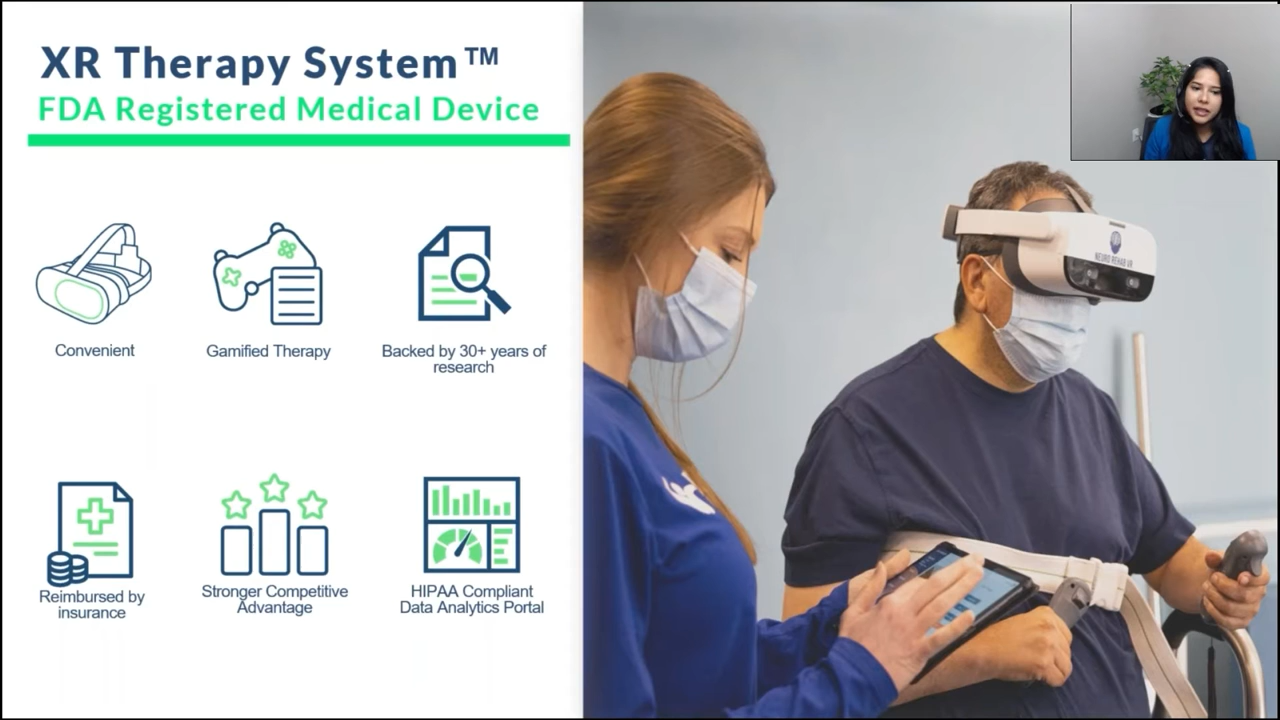 XR Therapy System™
FDA Registered Medical Device
Convenient
Gamified Therapy
Backed by 30+ years of
research
Reimbursed by
insurance
Stronger Competitive
Advantage
HIPAA Compliant
Data Analytics Portal
NEURO REHAB VR